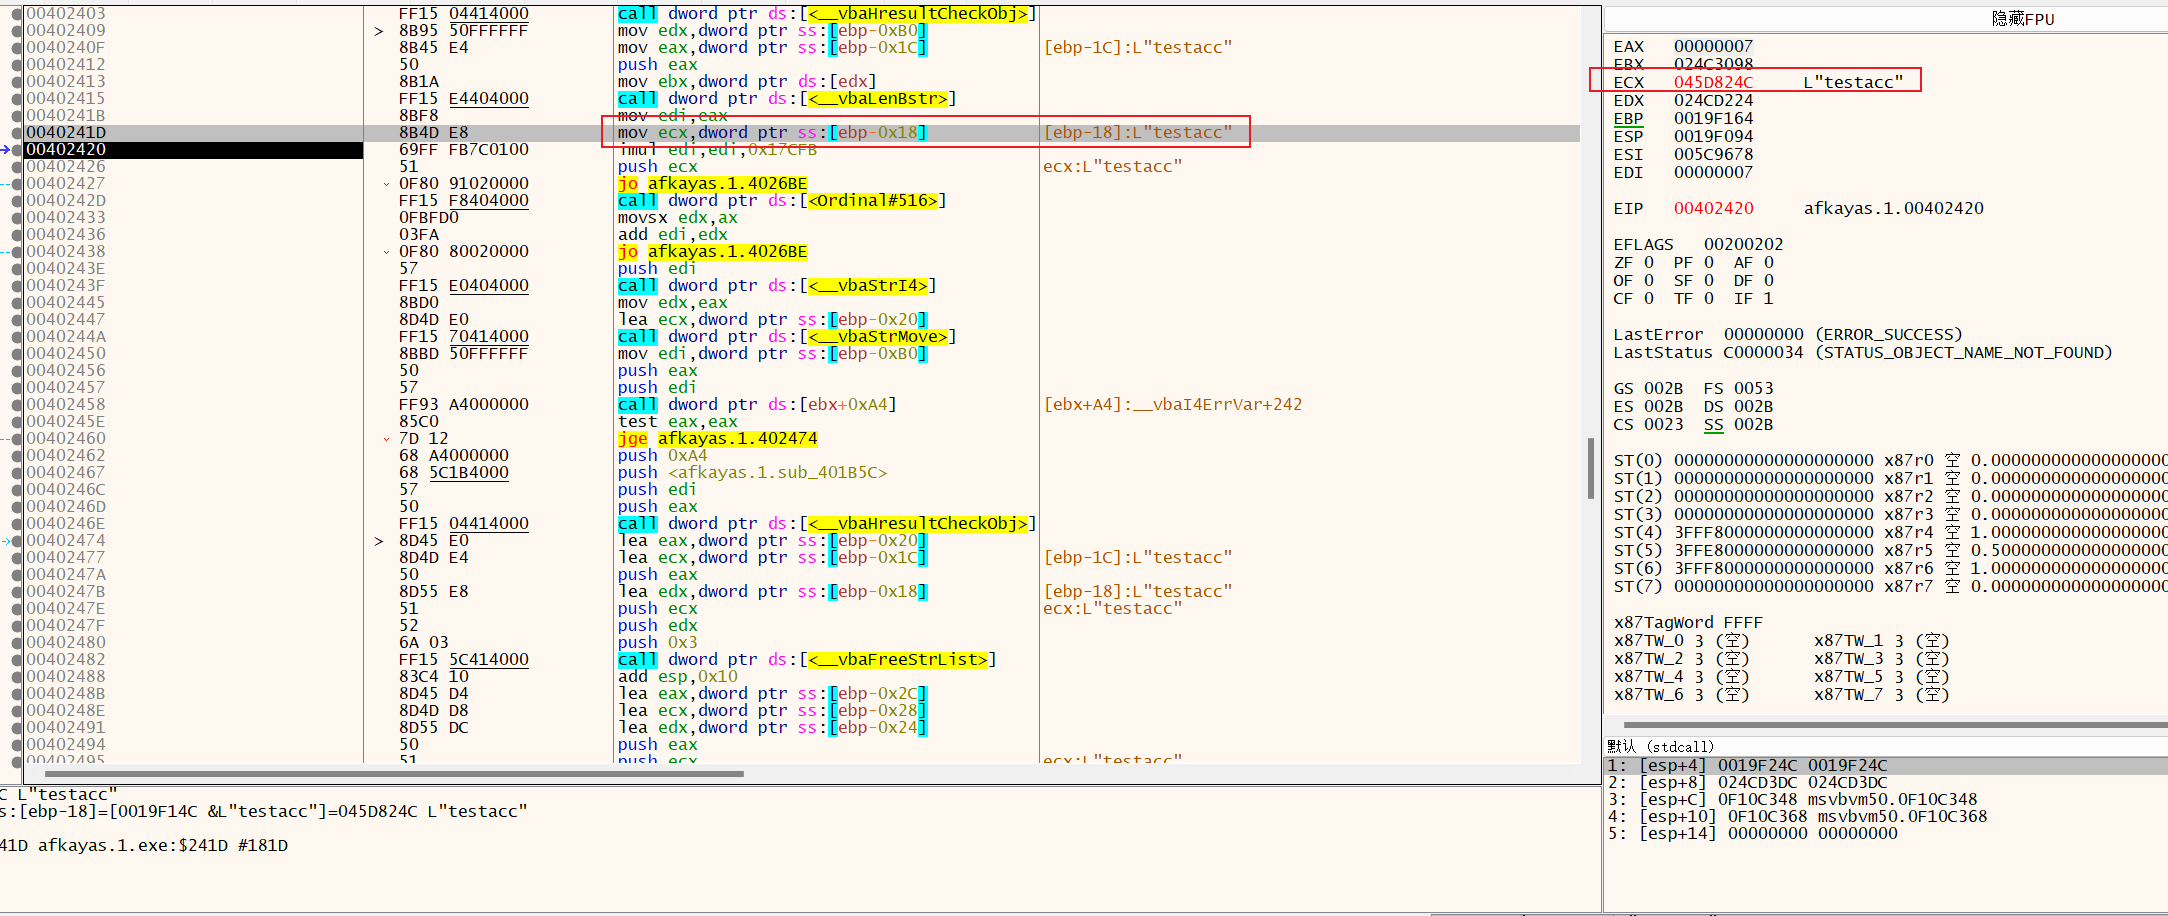 00402403 FF15 04414000 call dword ptr ds:[<__vbaHresultCheckObj>]
00402409 > 8B95 50FFFFFF mov edx,dword ptr ss:[ebp-0xB0]
0040240F 8B45 E4 mov eax,dword ptr ss:[ebp-0x1C] [ebp-1C]:L"testacc"
00402412 50 push eax
00402413 8B1A mov ebx,dword ptr ds:[edx]
00402415 FF15 E4404000 call dword ptr ds:[<__vbaLenBstr>]
0040241B 8BF8 mov edi,eax
0040241D 8B4D E8 mov ecx,dword ptr ss:[ebp-0x18] [ebp-18]:L"testacc"
00402420 69FF FB7C0100 imul edi,edi,0x17CFB
00402426 51 push ecx ecx:L"testacc"
00402427 0F80 91020000 jo afkayas.1.4026BE
0040242D FF15 F8404000 call dword ptr ds:[<Ordinal#516>]
00402433 0FBFD0 movsx edx,ax
00402436 03FA add edi,edx
00402438 0F80 80020000 jo afkayas.1.4026BE
0040243E 57 push edi
0040243F FF15 E0404000 call dword ptr ds:[<__vbaStrI4>]
00402445 8BD0 mov edx,eax
00402447 8D4D E0 lea ecx,dword ptr ss:[ebp-0x20]
0040244A FF15 70414000 call dword ptr ds:[<__vbaStrMove>]
00402450 8BBD 50FFFFFF mov edi,dword ptr ss:[ebp-0xB0]
00402456 50 push eax
00402457 57 push edi
00402458 FF93 A4000000 call dword ptr ds:[ebx+0xA4] [ebx+A4]:__vbaI4ErrVar+242
0040245E 85C0 test eax,eax
00402460 7D 12 jge afkayas.1.402474
00402462 68 A4000000 push 0xA4
00402467 68 5C1B4000 push <afkayas.1.sub_401B5C>
0040246C 57 push edi
0040246D 50 push eax
0040246E FF15 04414000 call dword ptr ds:[<__vbaHresultCheckObj>]
00402474 > 8D45 E0 lea eax,dword ptr ss:[ebp-0x20]
00402477 8D4D E4 lea ecx,dword ptr ss:[ebp-0x1C] [ebp-1C]:L"testacc"
0040247A 50 push eax
0040247B 8D55 E8 lea edx,dword ptr ss:[ebp-0x18] [ebp-18]:L"testacc"
0040247E 51 push ecx ecx:L"testacc"
0040247F 52 push edx
00402480 6A 03 push 0x3
00402482 FF15 5C414000 call dword ptr ds:[<__vbaFreeStrList>]
00402488 83C4 10 add esp,0x10
0040248B 8D45 D4 lea eax,dword ptr ss:[ebp-0x2C]
0040248E 8D4D D8 lea ecx,dword ptr ss:[ebp-0x28]
00402491 8D55 DC lea edx,dword ptr ss:[ebp-0x24]
00402494 50 push eax
00402495 51 push ecx ecx:L"testacc"
C L"testacc"
s:[ebp-18]=[0019F14C &L"testacc"]=045D824C L"testacc"
41D afkayas.1.exe:$241D #181D
隐藏FPU
EAX 00000007
EBX 024C3098
ECX 045D824C L"testacc"
EDX 024CD224
EBP 0019F164
ESP 0019F094
ESI 005C9678
EDI 00000007
EIP 00402420 afkayas.1.00402420
EFLAGS 00200202
ZF 0 PF 0 AF 0
OF 0 SF 0 DF 0
CF 0 TF 0 IF 1
LastError 00000000 (ERROR_SUCCESS)
LastStatus C0000034 (STATUS_OBJECT_NAME_NOT_FOUND)
GS 002B FS 0053
ES 002B DS 002B
CS 0023 SS 002B
ST(0) 00000000000000000000 x87r0 空 0.0000000000000000000
ST(1) 00000000000000000000 x87r1 空 0.0000000000000000000
ST(2) 00000000000000000000 x87r2 空 0.0000000000000000000
ST(3) 00000000000000000000 x87r3 空 0.0000000000000000000
ST(4) 3FFF8000000000000000 x87r4 空 1.0000000000000000000
ST(5) 3FFE8000000000000000 x87r5 空 0.5000000000000000000
ST(6) 3FFF8000000000000000 x87r6 空 1.0000000000000000000
ST(7) 00000000000000000000 x87r7 空 0.0000000000000000000
x87TagWord FFFF
x87TW_0 3 (空) x87TW_1 3 (空)
x87TW_2 3 (空) x87TW_3 3 (空)
x87TW_4 3 (空) x87TW_5 3 (空)
x87TW_6 3 (空) x87TW_7 3 (空)
默认 (stdcall)
1: [esp+4] 0019F24C 0019F24C
2: [esp+8] 024CD3DC 024CD3DC
3: [esp+C] 0F10C348 msvbvm50.0F10C348
4: [esp+10] 0F10C368 msvbvm50.0F10C368
5: [esp+14] 00000000 00000000